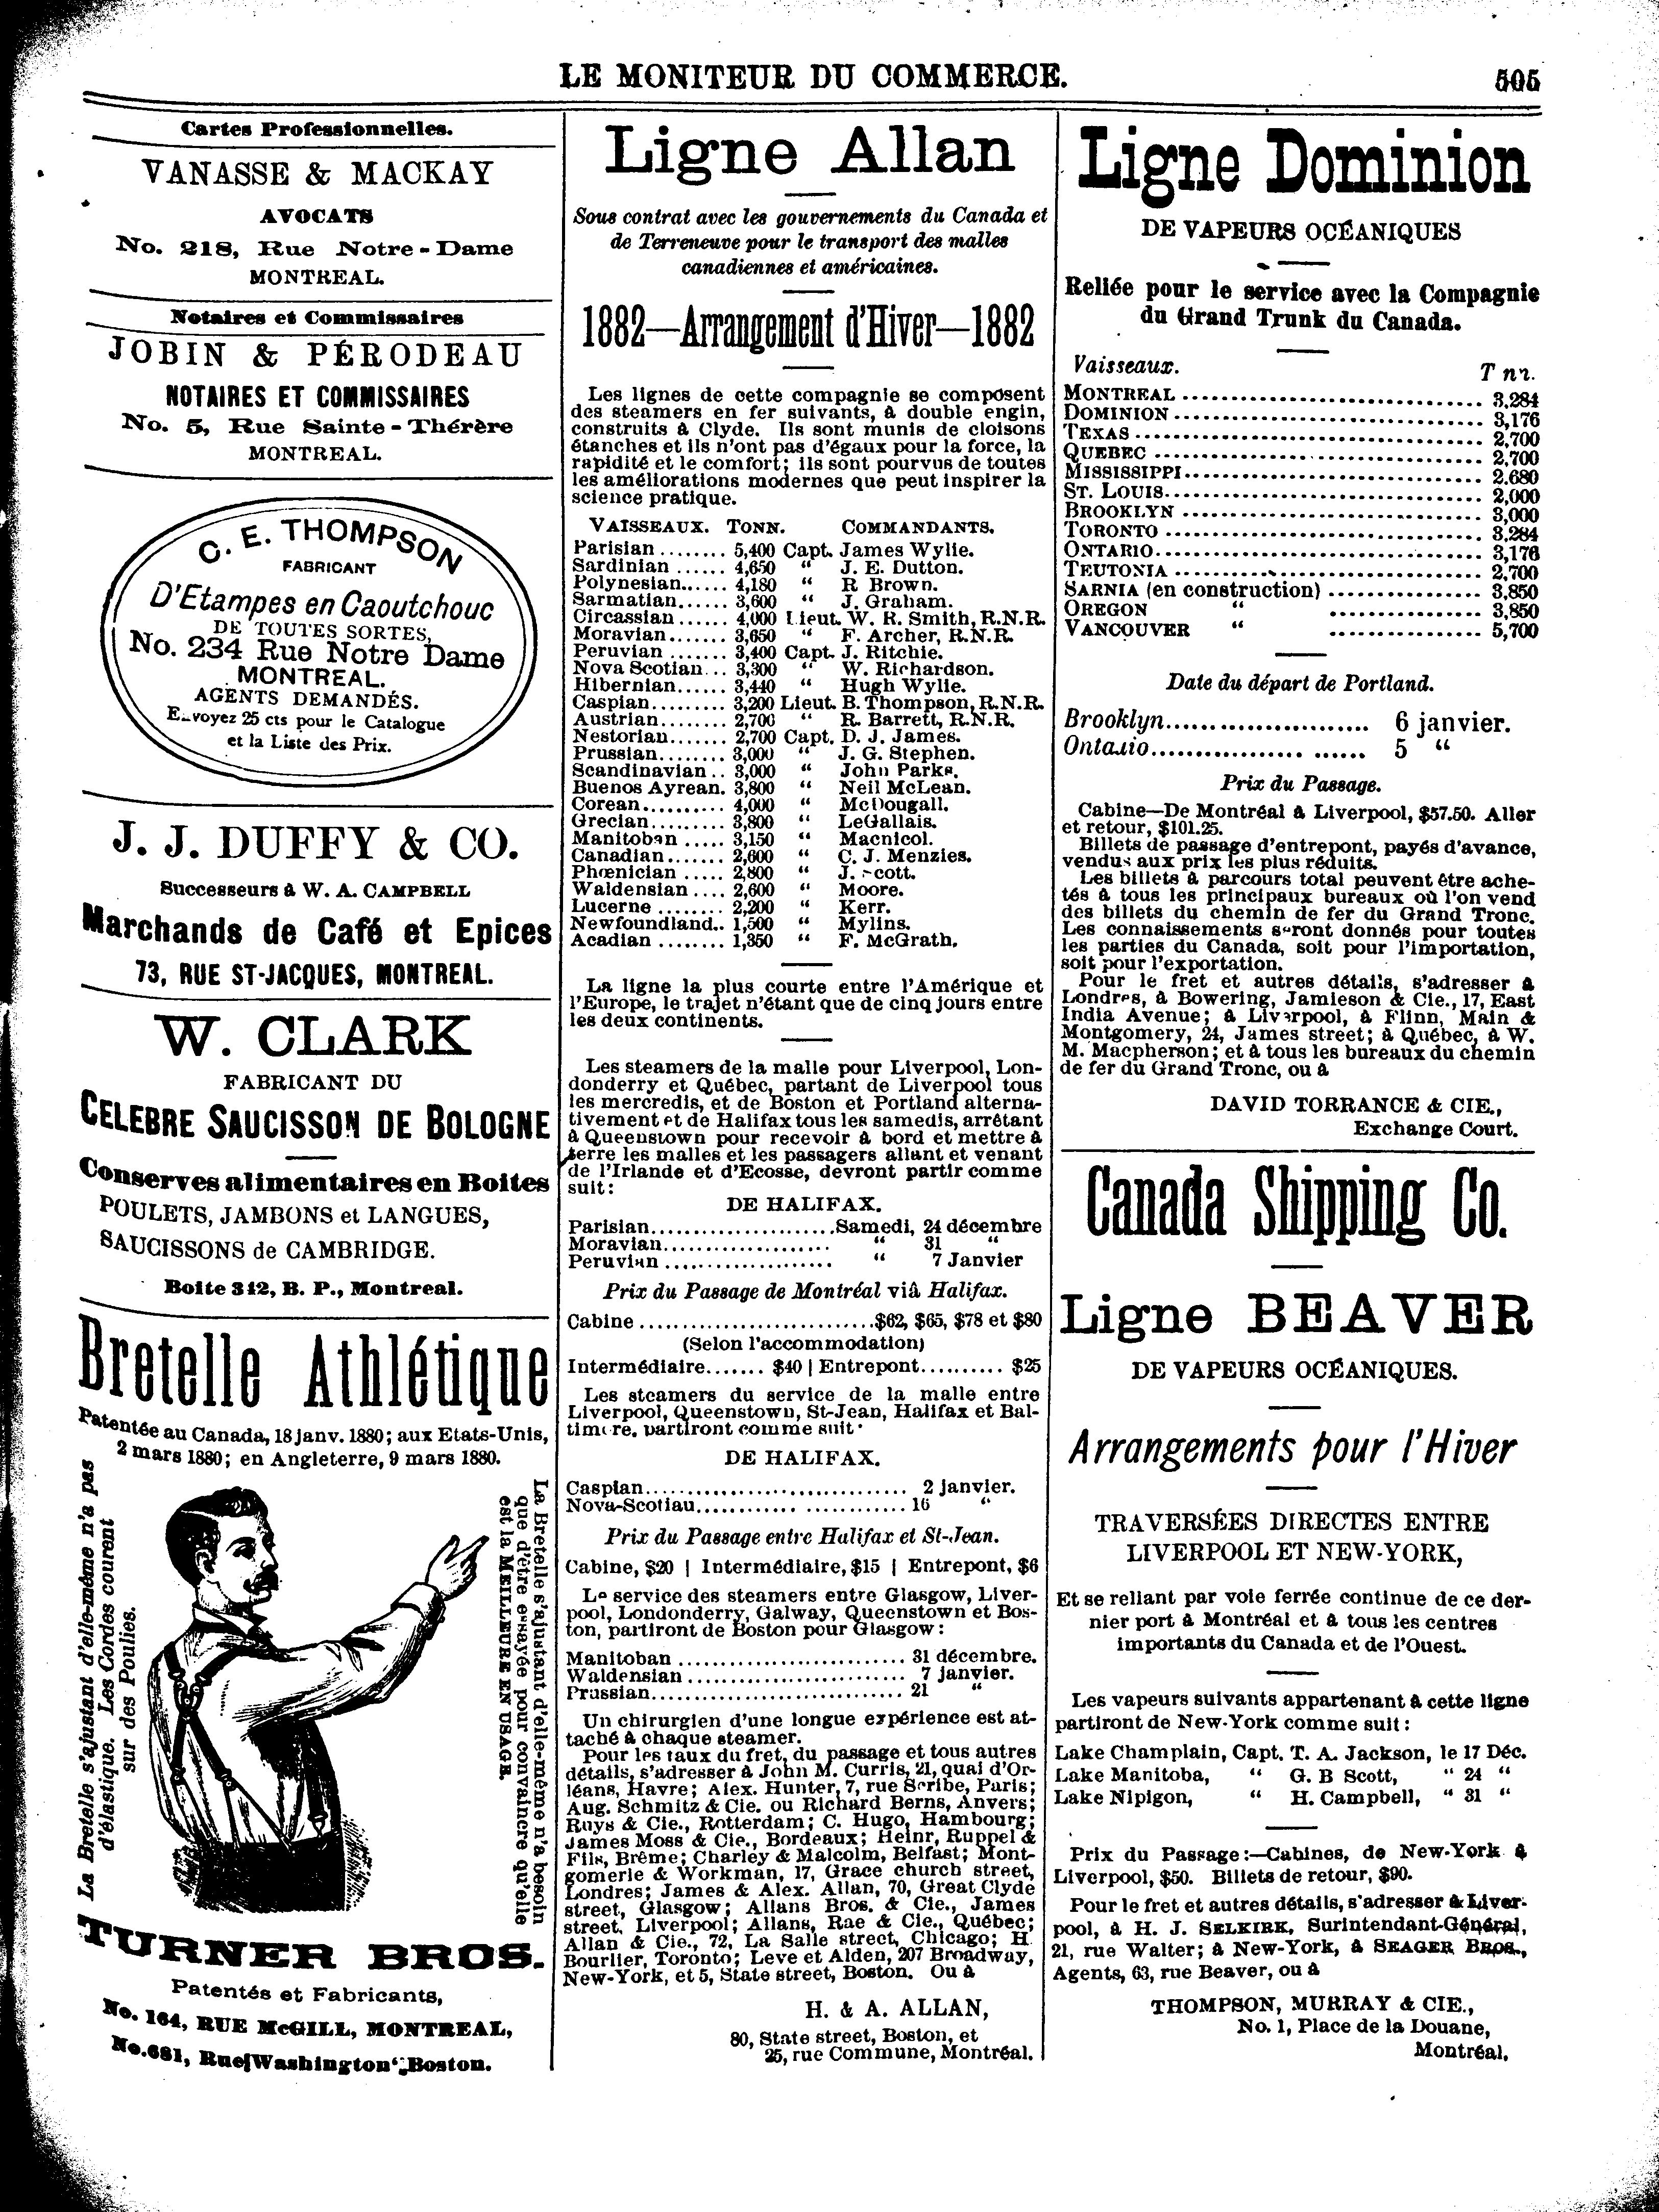 LE MONITEUR DU COMMERCE.
505
Cartes Professionnelles.
VANASSE & MACKAY
AVOCATS
No. 218, Rue Notre-Dame
MONTREAL.
Notaires et Commissaires
JOBIN & PÉRODEAU
NOTAIRES ET COMMISSAIRES
No. 5, Rue Sainte-Thérère
MONTREAL.
C. E. THOMPSON
FABRICANT
D'Etampes en Caoutchouc
DE TOUTES SORTES,
No. 234 Rue Notre Dame
MONTREAL.
AGENTS DEMANDÉS.
E voyez 25 cts pour le Catalogue
et la Liste des Prix.
J. J. DUFFY & CO.
Successeurs à W. A. CAMPBELL
Marchands de Café et Epices
73, RUE ST-JACQUES, MONTREAL.
W. CLARK
FABRICANT DU
CELEBRE SAUCISSON DE BOLOGNE
Conserves alimentaires en Boites
POULETS, JAMBONS et LANGUES,
SAUCISSONS de CAMBRIDGE.
Boite 312, B. P., Montreal.
Bretelle Athlétique
Patentée au Canada, 18 janv. 1880; aux Etats-Unis,
2 mars 1880; en Angleterre, 9 mars 1880.
La Bretelle s'ajustant d'elle-même n'a pas
d'élastique. Les Cordes courent
sur des Poulies.
La Bretelle s'ajustant d'elle-même n'a besoin
que d'être essayée pour convaincre qu'elle
est la MEILLEURE EN USAGE.
TURNER BROS.
Patentés et Fabricants,
No. 164, RUE McGILL, MONTREAL,
No. 681, Rue Washington Boston.
Ligne Allan
Sous contrat avec les gouvernements du Canada et
de Terreneuve pour le transport des malles
canadiennes et américaines.
1882—Arrangement d'Hiver—1882
Les lignes de cette compagnie se composent
des steamers en fer suivants, à double engin,
construits à Clyde. Ils sont munis de cloisons
étanches et ils n'ont pas d'égaux pour la force, la
rapidité et le comfort; ils sont pourvus de toutes
les améliorations modernes que peut inspirer la
science pratique.
VAISSEAUX. TONN. COMMANDANTS.
Parisian ........ 5,400 Capt. James Wylie.
Sardinian ...... 4,650 " J. E. Dutton.
Polynesian...... 4,180 " R Brown.
Sarmatian...... 3,600 " J. Graham.
Circassian ...... 4,000 Lieut. W. R. Smith, R.N.R.
Moravian....... 3,650 " F. Archer, R.N.R.
Peruvian ....... 3,400 Capt. J. Ritchie.
Nova Scotian... 3,300 " W. Richardson.
Hibernian...... 3,440 " Hugh Wylie.
Caspian......... 3,200 Lieut. B. Thompson, R.N.R.
Austrian........ 2,700 " R. Barrett, R.N.R.
Nestorian....... 2,700 Capt. D. J. James.
Prussian........ 3,000 " J. G. Stephen.
Scandinavian .. 3,000 " John Parks.
Buenos Ayrean. 3,800 " Neil McLean.
Corean.......... 4,000 " McDougall.
Grecian......... 3,800 " LeGallais.
Manitoban ..... 3,150 " Macnicol.
Canadian....... 2,600 " C. J. Menzies.
Phœnician ..... 2,800 " J. Scott.
Waldensian .... 2,600 " Moore.
Lucerne ........ 2,200 " Kerr.
Newfoundland.. 1,500 " Mylins.
Acadian ........ 1,350 " F. McGrath.
La ligne la plus courte entre l'Amérique et
l'Europe, le trajet n'étant que de cinq jours entre
les deux continents.
Les steamers de la malle pour Liverpool, Lon-
donderry et Québec, partant de Liverpool tous
les mercredis, et de Boston et Portland alterna-
tivement et de Halifax tous les samedis, arrêtant
à Queenstown pour recevoir à bord et mettre à
terre les malles et les passagers allant et venant
de l'Irlande et d'Ecosse, devront partir comme
suit:
DE HALIFAX.
Parisian......................Samedi, 24 décembre
Moravian.................... " 31 "
Peruvian .................... " 7 Janvier
Prix du Passage de Montréal viâ Halifax.
Cabine ............................$62, $65, $78 et $80
(Selon l'accommodation)
Intermédiaire....... $40 | Entrepont.......... $25
Les steamers du service de la malle entre
Liverpool, Queenstown, St-Jean, Halifax et Bal-
timore. partiront comme suit
DE HALIFAX.
Caspian................................ 2 janvier.
Nova-Scotiau............ ............ 16 "
Prix du Passage entre Halifax et St-Jean.
Cabine, $20 | Intermédiaire, $15 | Entrepont, $6
Le service des steamers entre Glasgow, Liver-
pool, Londonderry, Galway, Queenstown et Bos-
ton, partiront de Boston pour Glasgow:
Manitoban ........................... 31 décembre.
Waldensian .......................... 7 janvier.
Prussian.............................. 21 "
Un chirurgien d'une longue expérience est at-
taché à chaque steamer.
Pour les taux du fret, du passage et tous autres
détails, s'adresser à John M. Curris, 21, quai d'Or-
léans, Havre; Alex. Hunter, 7, rue Scribe, Paris;
Aug. Schmitz & Cie. ou Richard Berns, Anvers;
Ruys & Cie., Rotterdam; C. Hugo, Hambourg;
James Moss & Cie., Bordeaux; Heinr, Ruppel &
Fils, Brême; Charley & Malcolm, Belfast; Mont-
gomerie & Workman, 17, Grace church street,
Londres; James & Alex. Allan, 70, Great Clyde
street, Glasgow; Allans Bros. & Cie., James
street, Liverpool; Allans, Rae & Cie., Québec;
Allan & Cie., 72, La Salle street, Chicago; H.
Bourlier, Toronto; Leve et Alden, 207 Broadway,
New-York, et 5, State street, Boston. Ou à
H. & A. ALLAN,
80, State street, Boston, et
25, rue Commune, Montréal.
Ligne Dominion
DE VAPEURS OCÉANIQUES
Reliée pour le service avec la Compagnie
du Grand Trunk du Canada.
Vaisseaux. T nn.
MONTREAL ................................ 3,284
DOMINION ................................. 3,176
TEXAS ...................................... 2,700
QUEBEC .................................... 2,700
MISSISSIPPI................................ 2.680
ST. LOUIS................................... 2,000
BROOKLYN ................................ 3,000
TORONTO .................................. 3.284
ONTARIO.................................... 3,176
TEUTONIA ................................. 2,700
SARNIA (en construction) ................ 3,850
OREGON " ................ 3,850
VANCOUVER " ................ 5,700
Date du départ de Portland.
Brooklyn........................ 6 janvier.
Ontario.................. ...... 5 "
Prix du Passage.
Cabine—De Montréal à Liverpool, $57.50. Aller
et retour, $101.25.
Billets de passage d'entrepont, payés d'avance,
vendus aux prix les plus réduits.
Les billets à parcours total peuvent être ache-
tés à tous les principaux bureaux où l'on vend
des billets du chemin de fer du Grand Tronc.
Les connaissements seront donnés pour toutes
les parties du Canada, soit pour l'importation,
soit pour l'exportation.
Pour le fret et autres détails, s'adresser à
Londres, à Bowering, Jamieson & Cie., 17, East
India Avenue; à Liverpool, à Flinn, Main &
Montgomery, 24, James street; à Québec, à W.
M. Macpherson; et à tous les bureaux du chemin
de fer du Grand Tronc, ou à
DAVID TORRANCE & CIE.,
Exchange Court.
Canada Shipping Co.
Ligne BEAVER
DE VAPEURS OCÉANIQUES.
Arrangements pour l'Hiver
TRAVERSÉES DIRECTES ENTRE
LIVERPOOL ET NEW-YORK,
Et se reliant par voie ferrée continue de ce der-
nier port à Montréal et à tous les centres
importants du Canada et de l'Ouest.
Les vapeurs suivants appartenant à cette ligne
partiront de New-York comme suit:
Lake Champlain, Capt. T. A. Jackson, le 17 Déc.
Lake Manitoba, " G. B Scott, " 24 "
Lake Nipigon, " H. Campbell, " 31 "
Prix du Passage:—Cabines, de New-York à
Liverpool, $50. Billets de retour, $90.
Pour le fret et autres détails, s'adresser à Liver-
pool, à H. J. SELKIRK, Surintendant-Général,
21, rue Walter; à New-York, à SEAGER BROS.,
Agents, 63, rue Beaver, ou à
THOMPSON, MURRAY & CIE.,
No. 1, Place de la Douane,
Montréal.